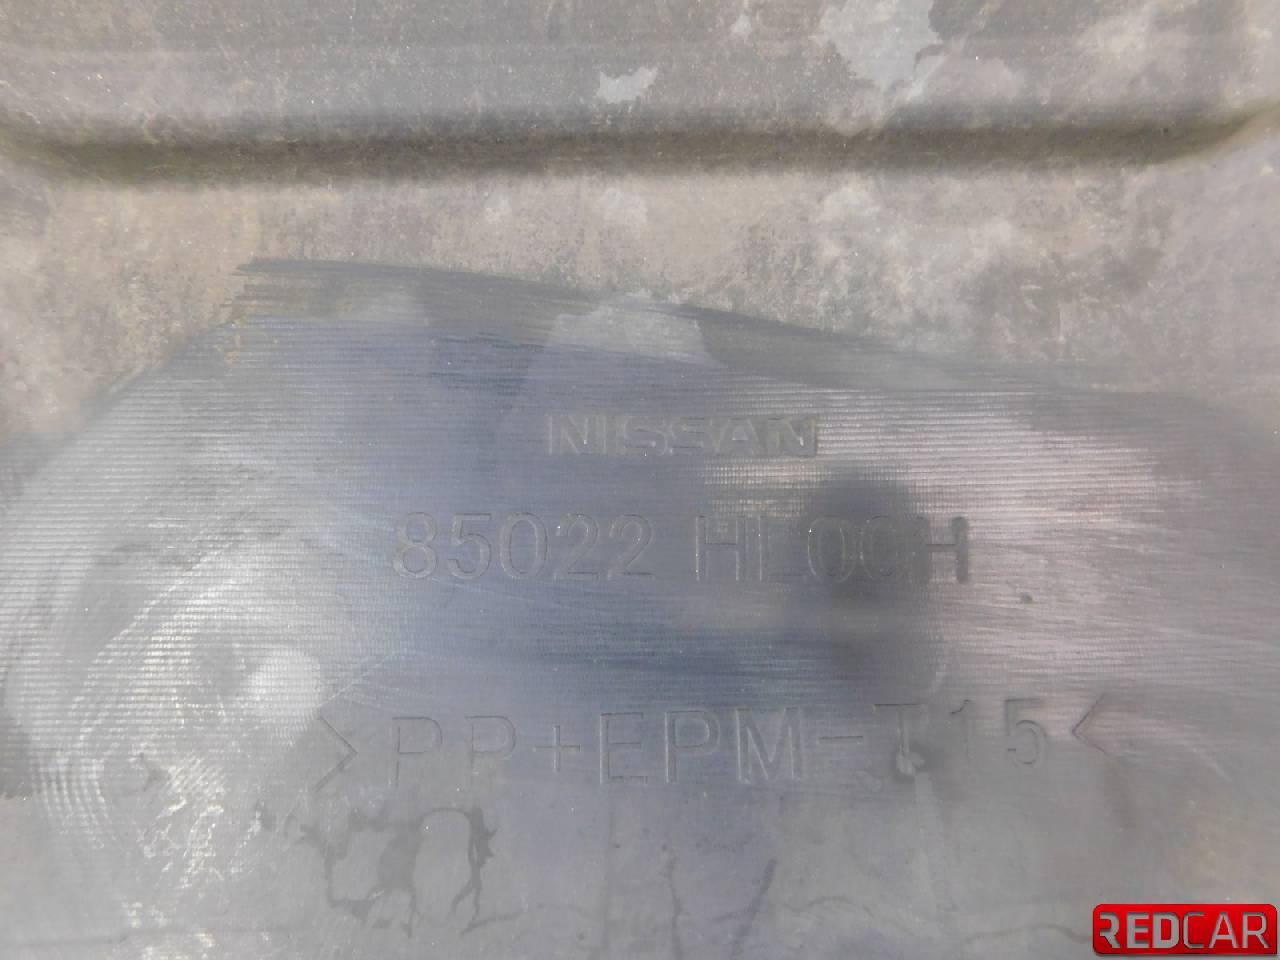 NISSAN
85022 HL00H
>PP+EPM-T15<
REDCAR